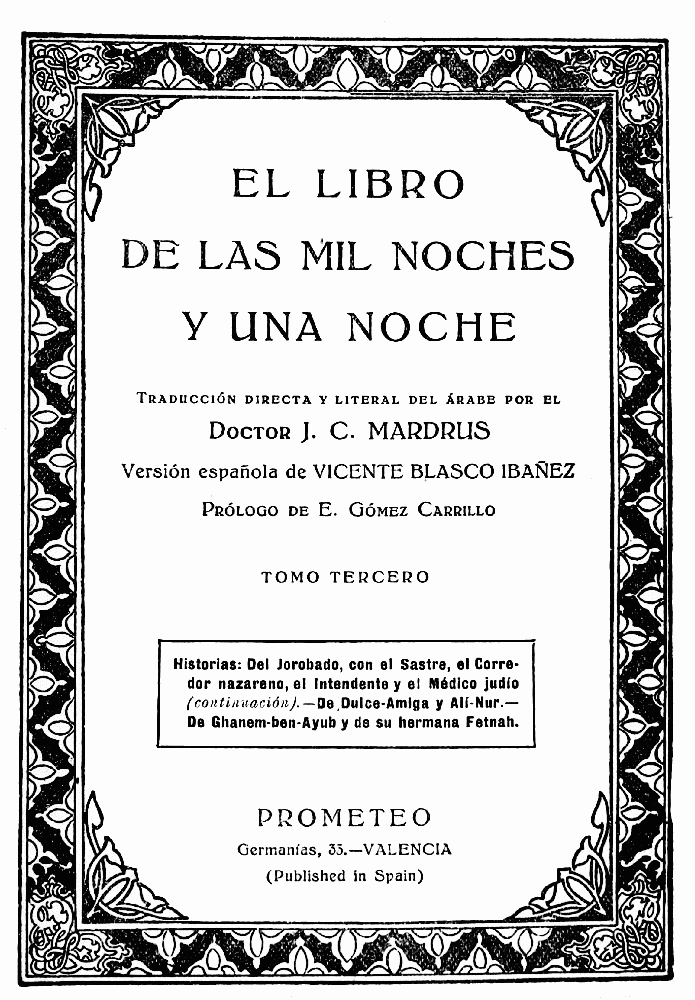 EL LIBRO
DE LAS MIL NOCHES
Y UNA NOCHE
TRADUCCIÓN DIRECTA Y LITERAL DEL ÁRABE POR EL
DOCTOR J. C. MARDRUS
Versión española de VICENTE BLASCO IBAÑEZ
PRÓLOGO DE E. GÓMEZ CARRILLO
TOMO TERCERO
Historias: Del Jorobado, con el Sastre, el Corre-
dor nazareno, el Intendente y el Médico judío
(continuación).—De Dulce-Amiga y Alí-Nur.—
De Ghanem-ben-Ayub y de su hermana Fetnah.
PROMETEO
Germanías, 33.—VALENCIA
(Published in Spain)